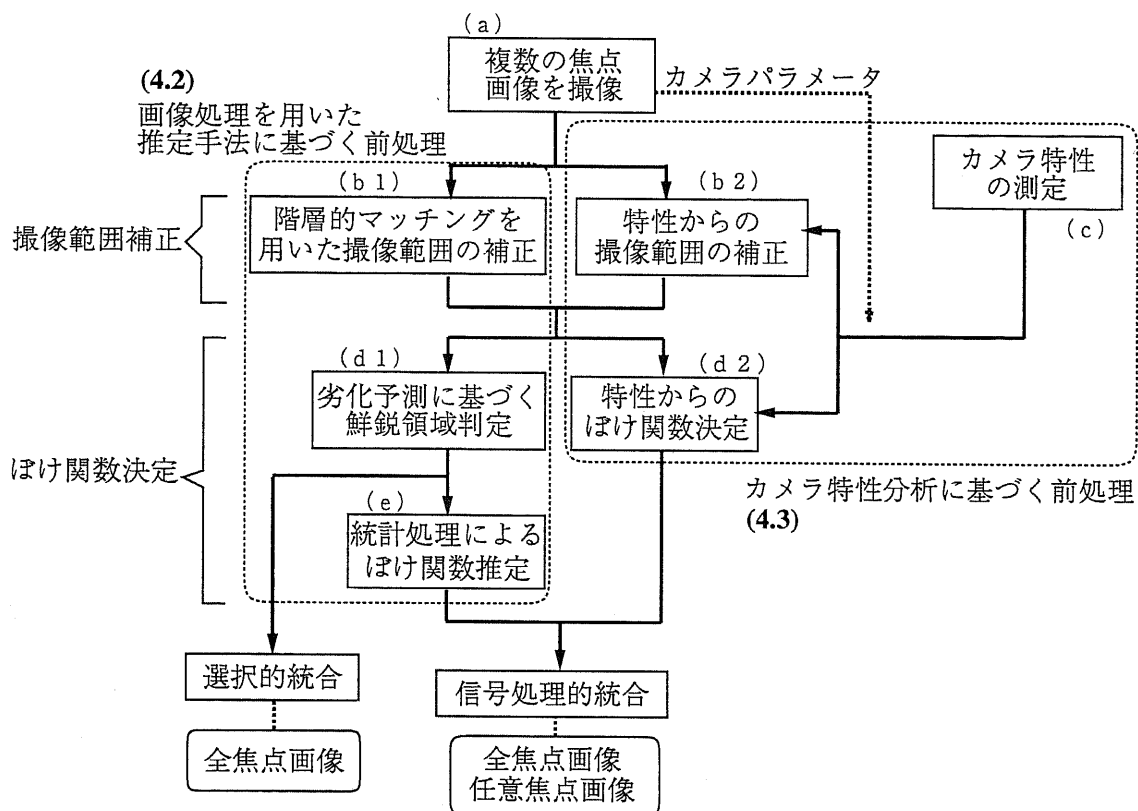 (a)
複数の焦点
画像を撮像
カメラパラメータ
(4.2)
画像処理を用いた
推定手法に基づく前処理
カメラ特性
の測定
(c)
(b1)
(b2)
撮像範囲補正
階層的マッチングを
用いた撮像範囲の補正
特性からの
撮像範囲の補正
(d1)
(d2)
劣化予測に基づく
鮮鋭領域判定
特性からの
ぼけ関数決定
ぼけ関数決定
カメラ特性分析に基づく前処理
(4.3)
(e)
統計処理による
ぼけ関数推定
選択的統合
信号処理的統合
全焦点画像
全焦点画像
任意焦点画像